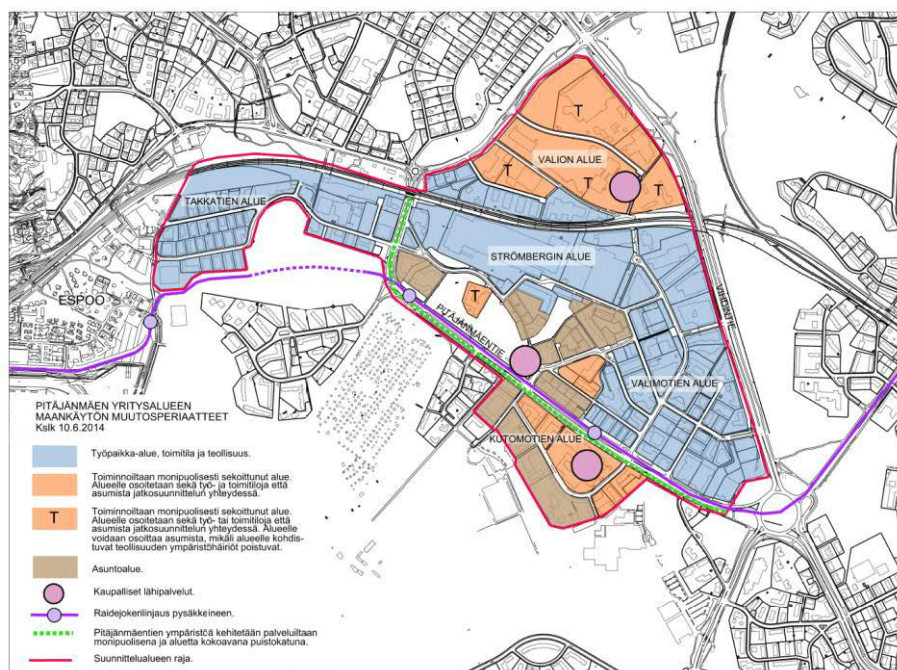 T
VALION ALUE
T
T
T
TAKKATIEN ALUE
STRÖMBERGIN ALUE
ESPOO
T
VIHDINTIE
PITÄJÄNMÄENTIE
VALIMOTIEN ALUE
KUTOMOTIEN ALUE
PITÄJÄNMÄEN YRITYSALUEEN
MAANKÄYTÖN MUUTOSPERIAATTEET
Kslk 10.6.2014
Työpaikka-alue, toimitila ja teollisuus.
Toiminnoiltaan monipuolisesti sekoittunut alue.
Alueelle osoitetaan sekä työ- ja toimitiloja että
asumista jatkosuunnittelun yhteydessä.
T
Toiminnoiltaan monipuolisesti sekoittunut alue.
Alueelle osoitetaan sekä työ- tai toimitiloja että
asumista jatkosuunnittelun yhteydessä. Alueelle
voidaan osoittaa asumista, mikäli alueelle kohdis-
tuvat teollisuuden ympäristöhäiriöt poistuvat.
Asuntoalue.
Kaupalliset lähipalvelut.
Raidejokerilinjaus pysäkkeineen.
Pitäjänmäentien ympäristöä kehitetään palveluiltaan
monipuolisena ja aluetta kokoavana puistokatuna.
Suunnittelualueen raja.